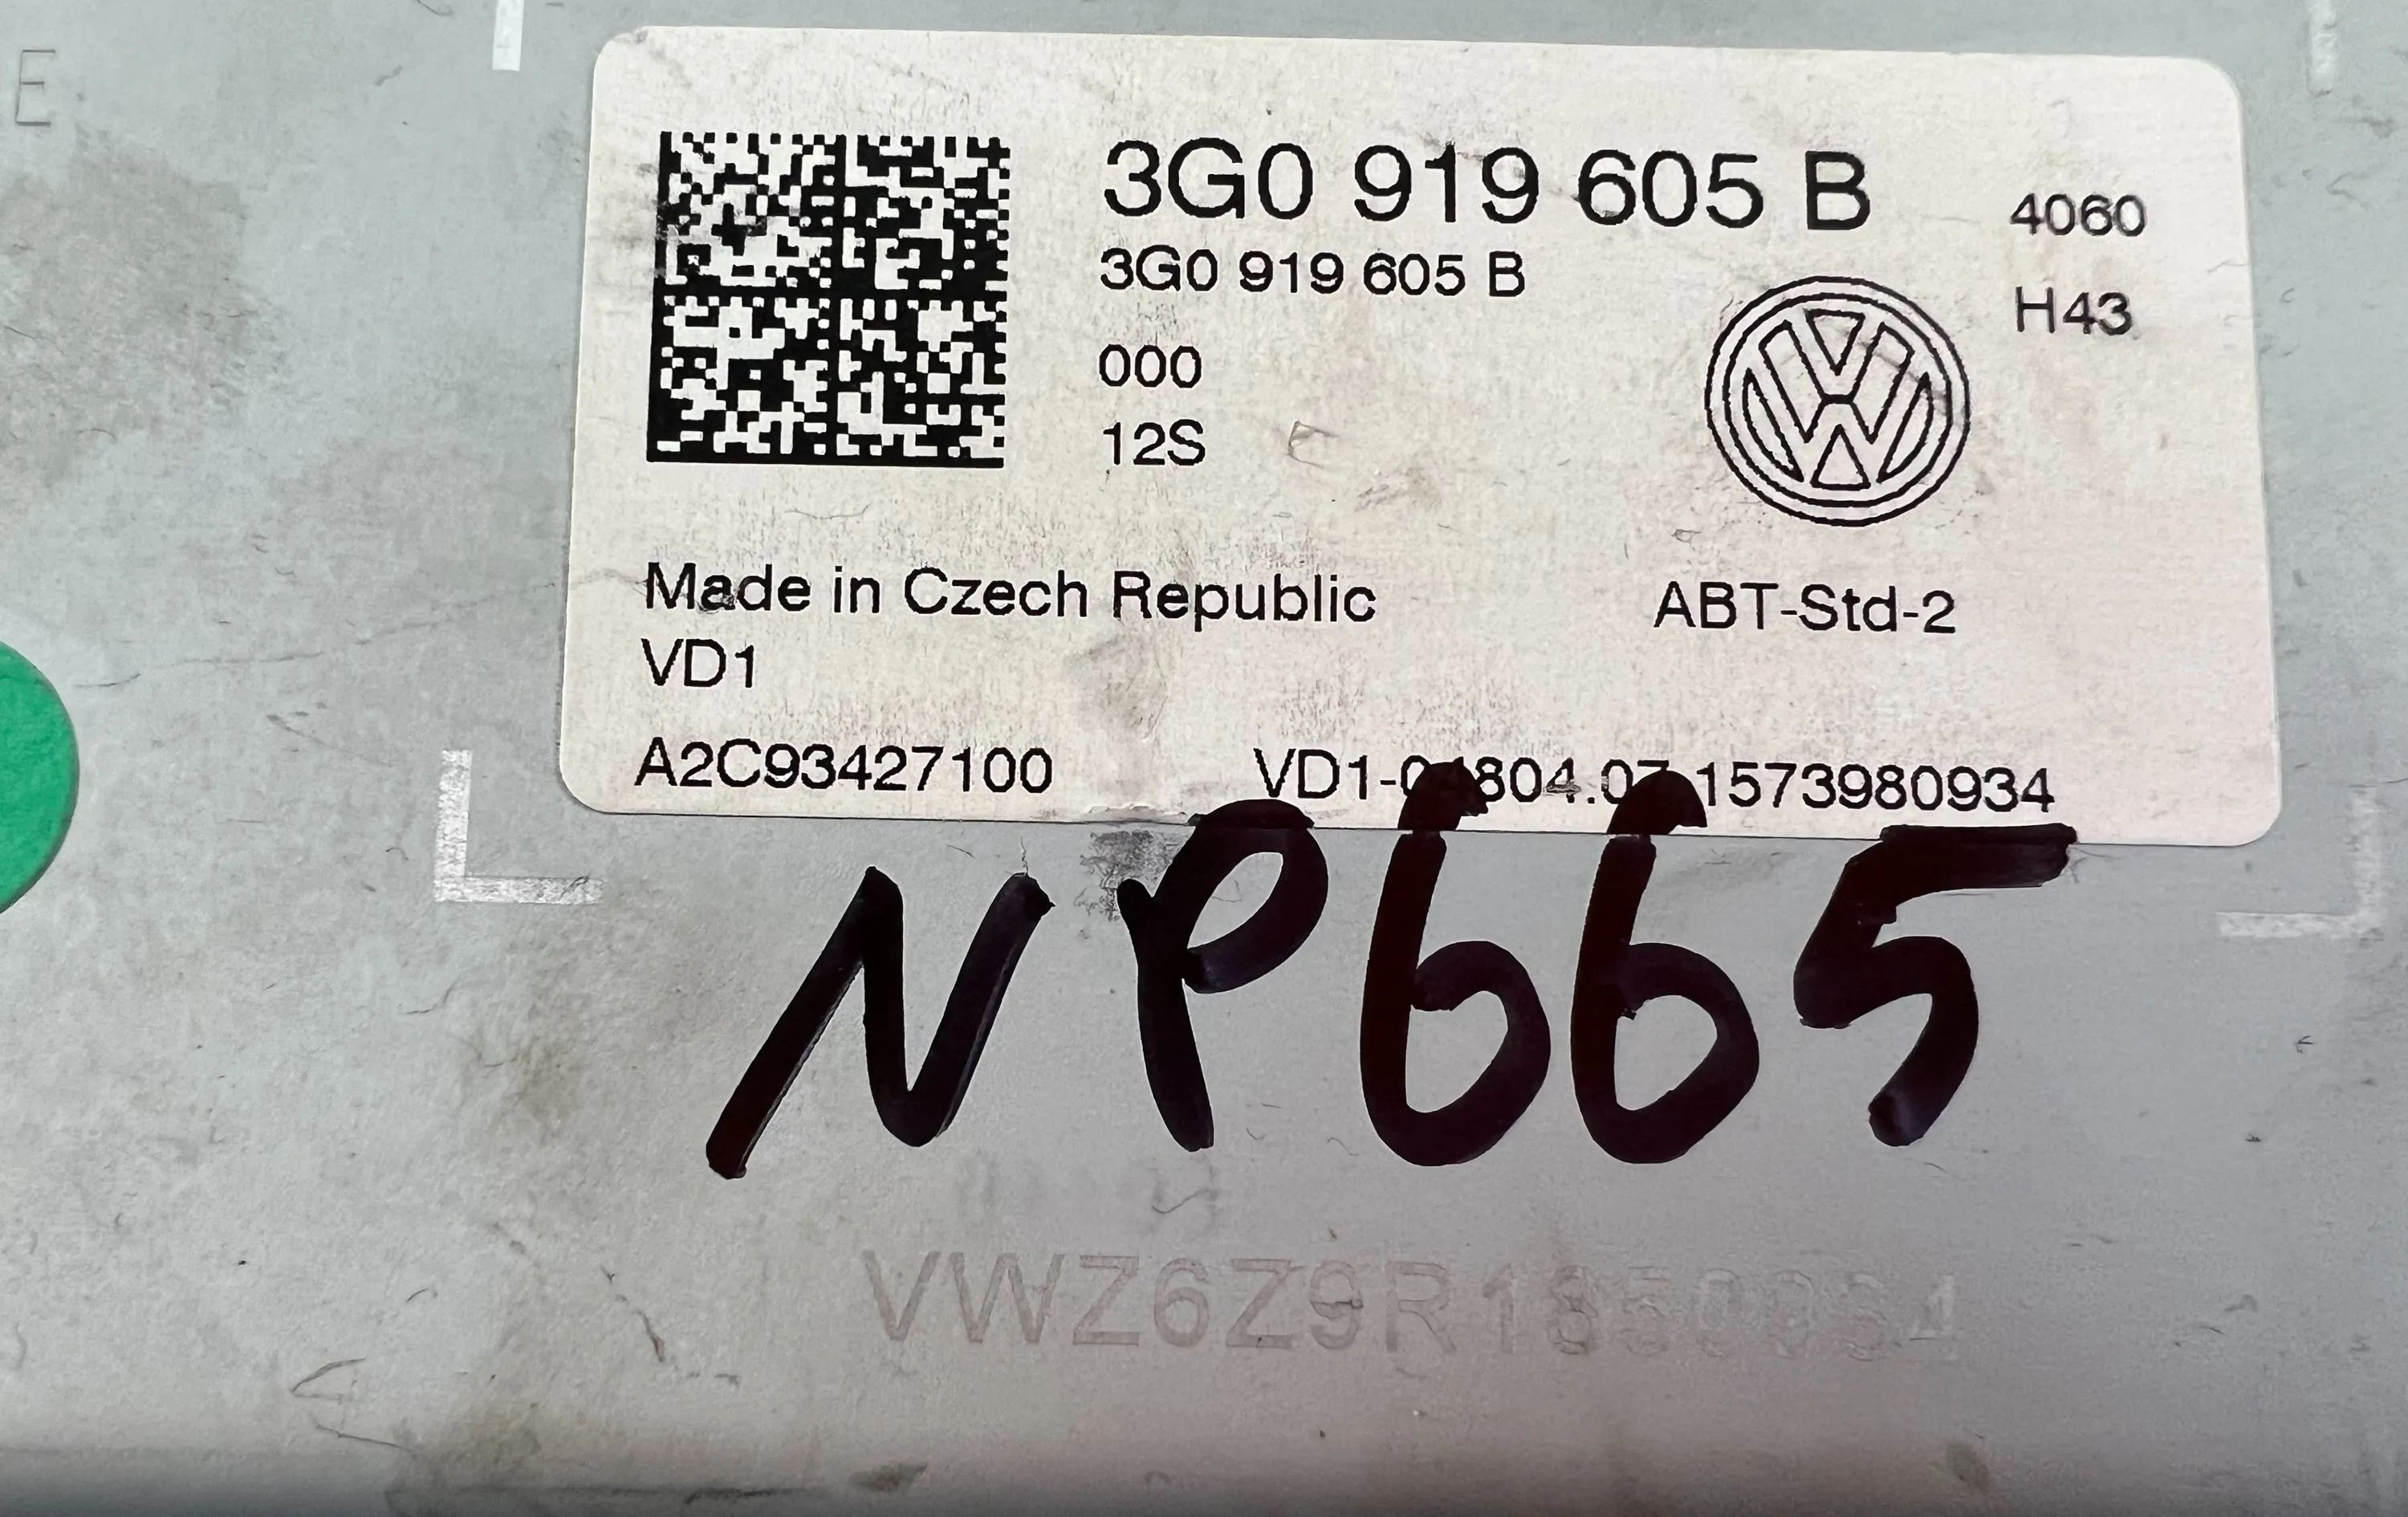 E
3G0 919 605 B
4060
3G0 919 605 B
H43
000
12S
Made in Czech Republic
ABT-Std-2
VD1
A2C93427100
1573980934
NP665